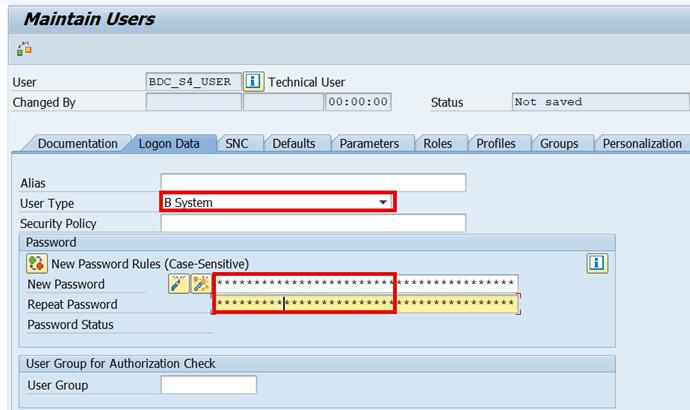 Maintain Users
User BDC_S4_USER Technical User
Changed By 00:00:00 Status Not saved
Documentation Logon Data SNC Defaults Parameters Roles Profiles Groups Personalization
Alias
User Type B System
Security Policy
Password
New Password Rules (Case-Sensitive)
New Password ****************************************
Repeat Password ****************************************
Password Status
User Group for Authorization Check
User Group